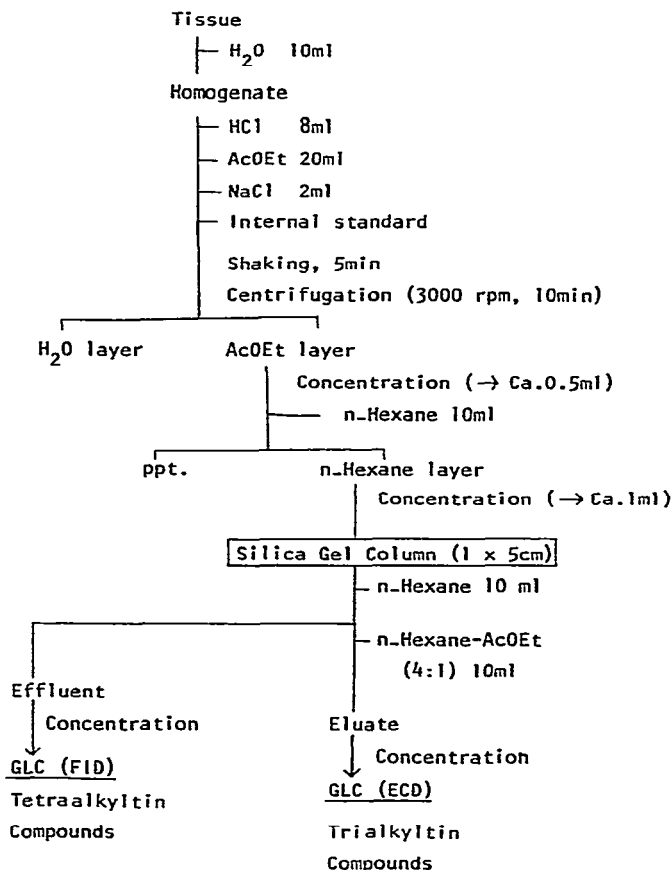 Tissue
H₂O 10ml
Homogenate
HCl 8ml
AcOEt 20ml
NaCl 2ml
Internal standard
Shaking, 5min
Centrifugation (3000 rpm, 10min)
H₂O layer
AcOEt layer
Concentration (→ Ca.0.5ml)
n-Hexane 10ml
ppt.
n-Hexane layer
Concentration (→ Ca.1ml)
Silica Gel Column (1 x 5cm)
n-Hexane 10 ml
n-Hexane-AcOEt
(4:1) 10ml
Effluent
Concentration
GLC (FID)
Tetraalkyltin
Compounds
Eluate
Concentration
GLC (ECD)
Trialkyltin
Compounds